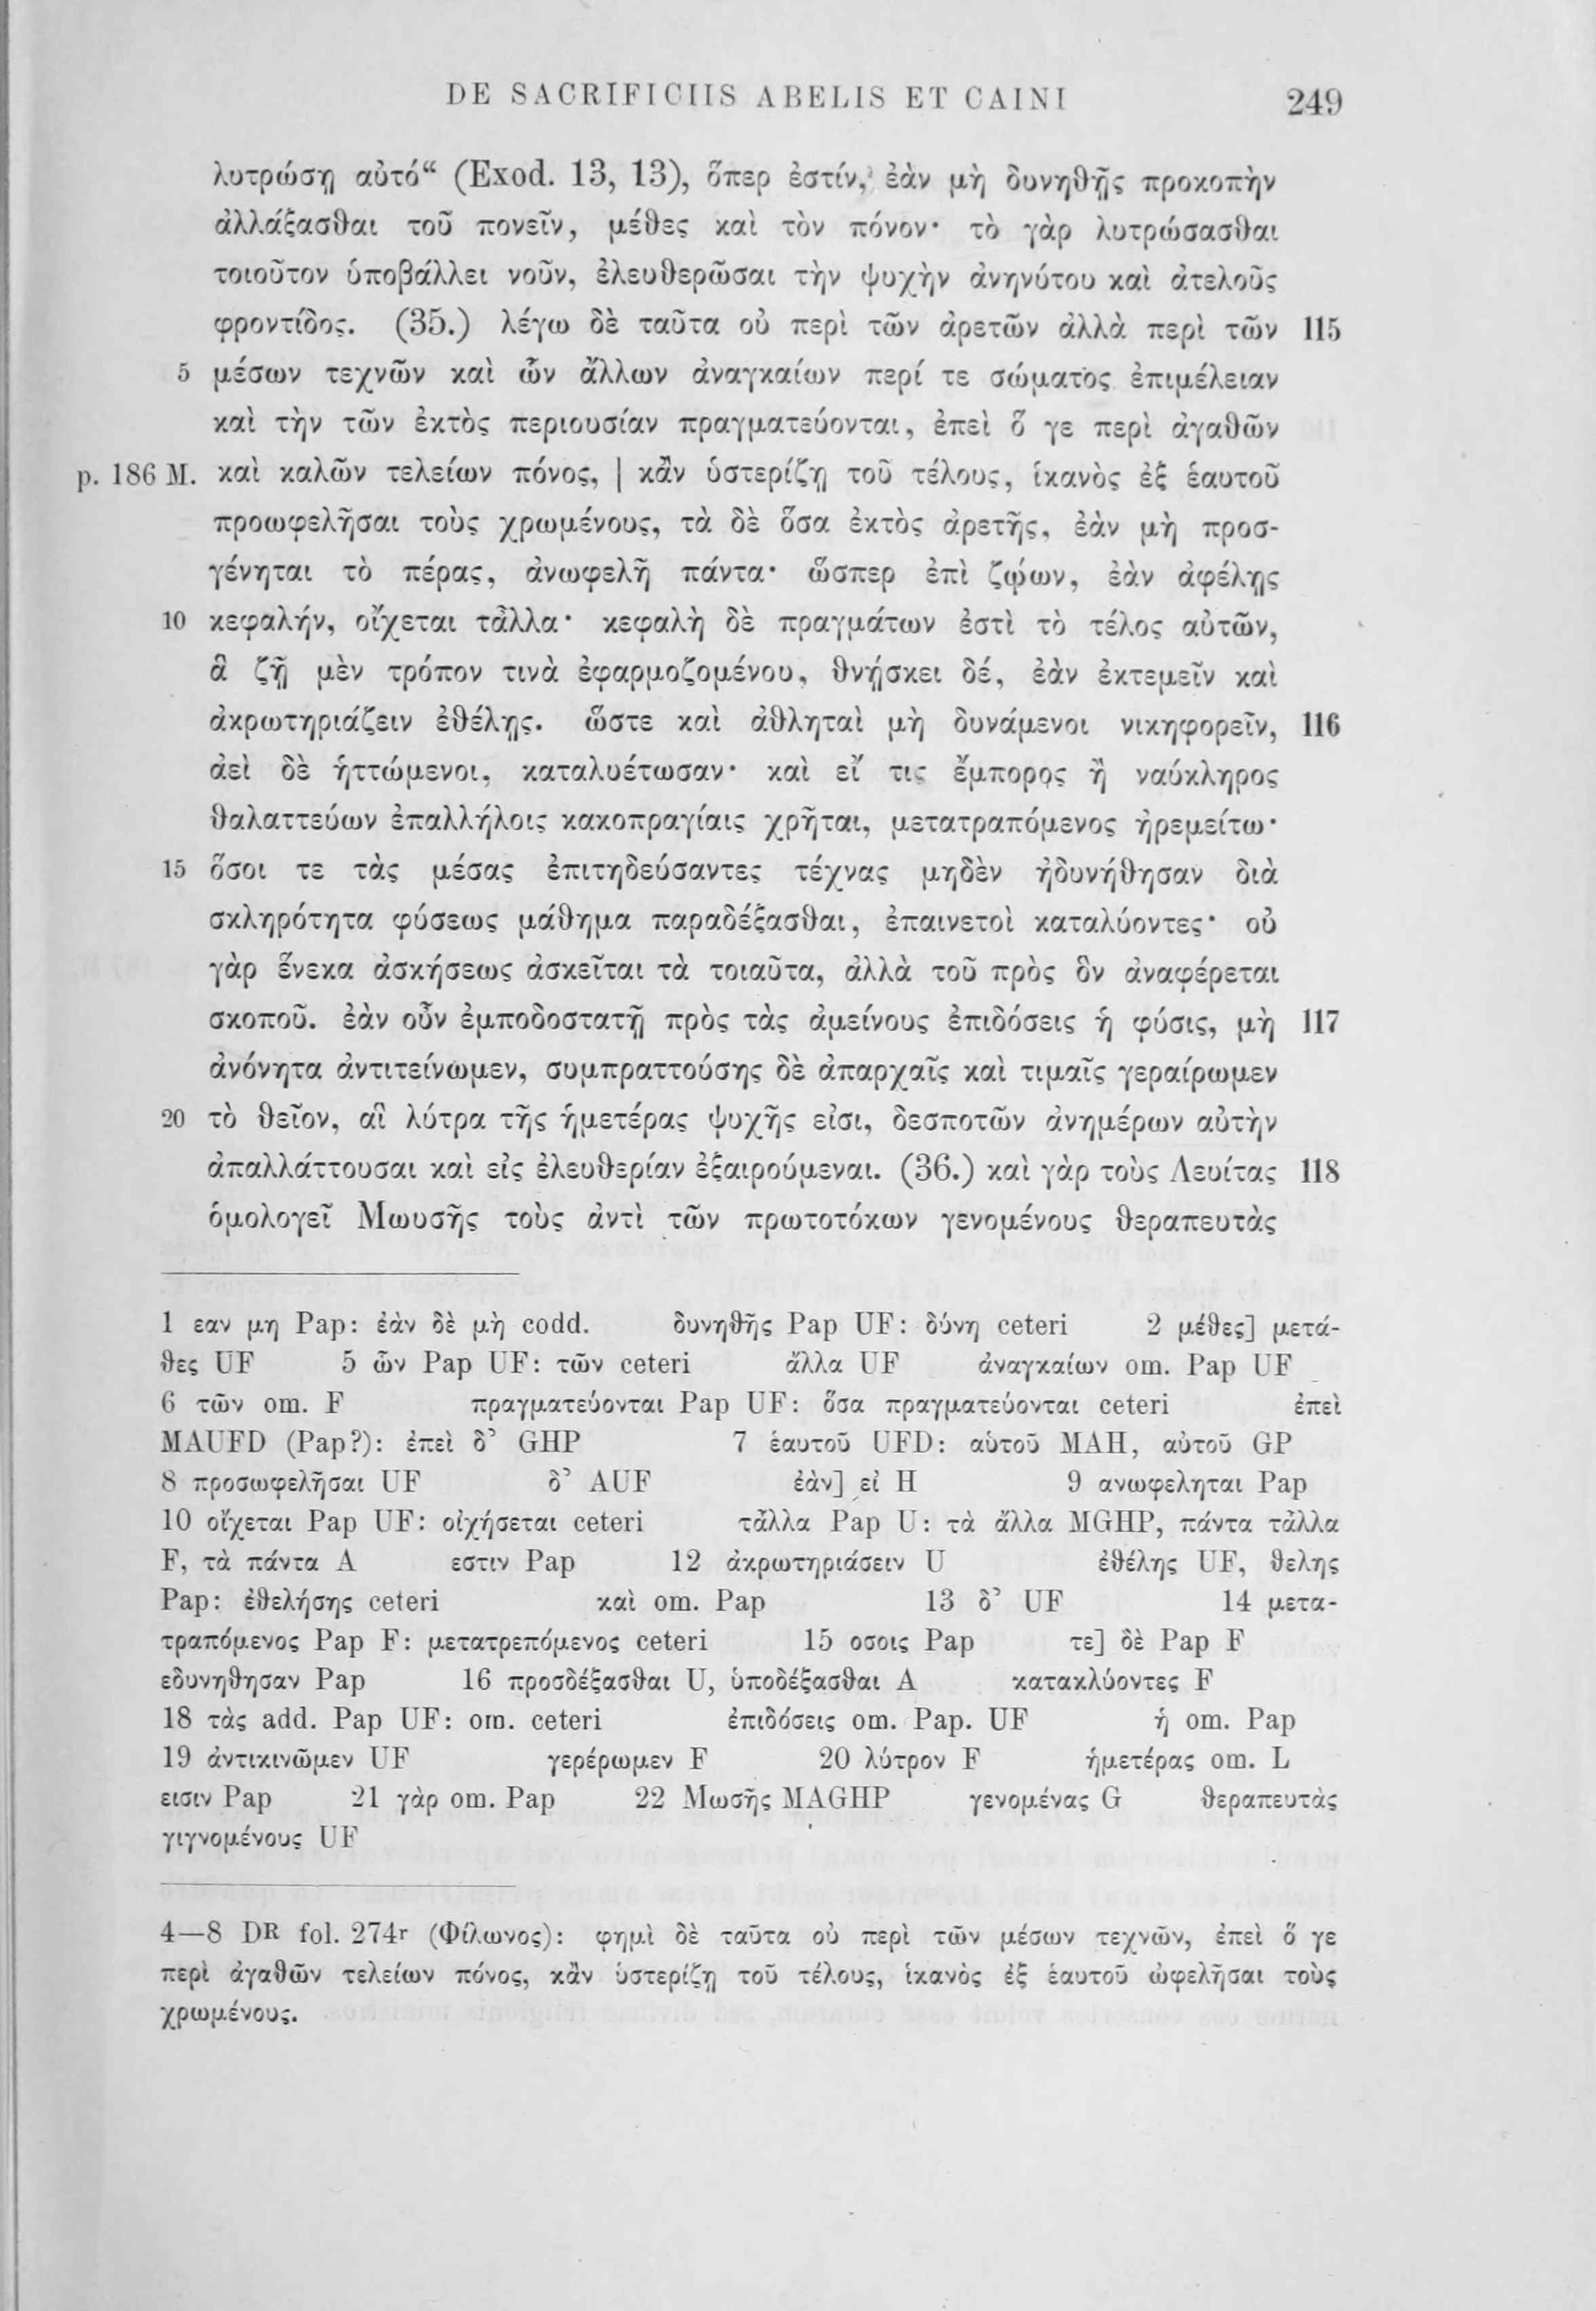 DE SACRIFICIIS ABELIS ET CAINI 249
λυτρώσῃ αὐτό“ (Exod. 13, 13), ὅπερ ἐστίν, ἐὰν μὴ δυνηθῇς προκοπὴν
ἀλλάξασθαι τοῦ πονεῖν, μέθες καὶ τὸν πόνον· τὸ γὰρ λυτρώσασθαι
τοιοῦτον ὑποβάλλει νοῦν, ἐλευθερῶσαι τὴν ψυχὴν ἀνηνύτου καὶ ἀτελοῦς
φροντίδος. (35.) λέγω δὲ ταῦτα οὐ περὶ τῶν ἀρετῶν ἀλλὰ περὶ τῶν 115
5 μέσων τεχνῶν καὶ ὧν ἄλλων ἀναγκαίων περί τε σώματος ἐπιμέλειαν
καὶ τὴν τῶν ἐκτὸς περιουσίαν πραγματεύονται, ἐπεὶ ὅ γε περὶ ἀγαθῶν
p. 186 M. καὶ καλῶν τελείων πόνος, | κἂν ὑστερίζῃ τοῦ τέλους, ἱκανὸς ἐξ ἑαυτοῦ
προωφελῆσαι τοὺς χρωμένους, τὰ δὲ ὅσα ἐκτὸς ἀρετῆς, ἐὰν μὴ προσ-
γένηται τὸ πέρας, ἀνωφελῆ πάντα· ὥσπερ ἐπὶ ζῴων, ἐὰν ἀφέλῃς
10 κεφαλήν, οἴχεται τἆλλα· κεφαλὴ δὲ πραγμάτων ἐστὶ τὸ τέλος αὐτῶν,
ἃ ζῇ μὲν τρόπον τινὰ ἐφαρμοζομένου, θνῄσκει δέ, ἐὰν ἐκτεμεῖν καὶ
ἀκρωτηριάζειν ἐθέλῃς. ὥστε καὶ ἀθληταὶ μὴ δυνάμενοι νικηφορεῖν, 116
ἀεὶ δὲ ἡττώμενοι, καταλυέτωσαν· καὶ εἴ τις ἔμπορος ἢ ναύκληρος
θαλαττεύων ἐπαλλήλοις κακοπραγίαις χρῆται, μετατραπόμενος ἠρεμείτω·
15 ὅσοι τε τὰς μέσας ἐπιτηδεύσαντες τέχνας μηδὲν ἠδυνήθησαν διὰ
σκληρότητα φύσεως μάθημα παραδέξασθαι, ἐπαινετοὶ καταλύοντες· οὐ
γὰρ ἕνεκα ἀσκήσεως ἀσκεῖται τὰ τοιαῦτα, ἀλλὰ τοῦ πρὸς ὃν ἀναφέρεται
σκοποῦ. ἐὰν οὖν ἐμποδοστατῇ πρὸς τὰς ἀμείνους ἐπιδόσεις ἡ φύσις, μὴ 117
ἀνόνητα ἀντιτείνωμεν, συμπραττούσης δὲ ἀπαρχαῖς καὶ τιμαῖς γεραίρωμεν
20 τὸ θεῖον, αἳ λύτρα τῆς ἡμετέρας ψυχῆς εἰσι, δεσποτῶν ἀνημέρων αὐτὴν
ἀπαλλάττουσαι καὶ εἰς ἐλευθερίαν ἐξαιρούμεναι. (36.) καὶ γὰρ τοὺς Λευίτας 118
ὁμολογεῖ Μωυσῆς τοὺς ἀντὶ τῶν πρωτοτόκων γενομένους θεραπευτὰς
1 εαν μη Pap: ἐὰν δὲ μὴ codd. δυνηθῆς Pap UF: δύνη ceteri 2 μέθες] μετά-
θες UF 5 ὧν Pap UF: τῶν ceteri ἄλλα UF ἀναγκαίων om. Pap UF
6 τῶν om. F πραγματεύονται Pap UF: ὅσα πραγματεύονται ceteri ἐπεὶ
MAUFD (Pap?): ἐπεὶ δ’ GHP 7 ἑαυτοῦ UFD: αὑτοῦ MAH, αὐτοῦ GP
8 προσωφελῆσαι UF δ’ AUF ἐὰν] εἰ H 9 ανωφεληται Pap
10 οἴχεται Pap UF: οἰχήσεται ceteri τἆλλα Pap U: τὰ ἄλλα MGHP, πάντα τἆλλα
F, τὰ πάντα A εστιν Pap 12 ἀκρωτηριάσειν U ἐθέλης UF, θελης
Pap: ἐθελήσης ceteri καὶ om. Pap 13 δ’ UF 14 μετα-
τραπόμενος Pap F: μετατρεπόμενος ceteri 15 οσοις Pap τε] δὲ Pap F
εδυνηθησαν Pap 16 προσδέξασθαι U, ὑποδέξασθαι A κατακλύοντες F
18 τὰς add. Pap UF: om. ceteri ἐπιδόσεις om. Pap. UF ἡ om. Pap
19 ἀντικινῶμεν UF γερέρωμεν F 20 λύτρον F ἡμετέρας om. L
εισιν Pap 21 γὰρ om. Pap 22 Μωσῆς MAGHP γενομένας G θεραπευτὰς
γιγνομένους UF
4—8 DR fol. 274r (Φίλωνος): φημὶ δὲ ταῦτα οὐ περὶ τῶν μέσων τεχνῶν, ἐπεὶ ὅ γε
περὶ ἀγαθῶν τελείων πόνος, κἂν ὑστερίζῃ τοῦ τέλους, ἱκανὸς ἐξ ἑαυτοῦ ὠφελῆσαι τοὺς
χρωμένους.